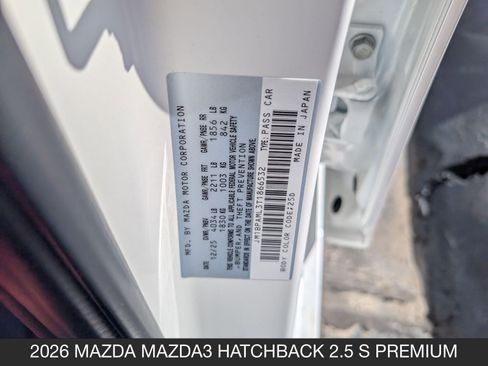 MFD. BY MAZDA MOTOR CORPORATION
12/25 GVWR/PNBV GAWR/PNBE FRT GAWR/PNBE RR
4034 LB 2211 LB 1856 LB
1830 KG 1003 KG 842 KG
THIS VEHICLE CONFORMS TO ALL APPLICABLE FEDERAL MOTOR VEHICLE SAFETY
, BUMPER, AND THEFT PREVENTION
STANDARDS IN EFFECT ON THE DATE OF MANUFACTURE SHOWN ABOVE.
JM1BPAML3T1866532 TYPE: PASS CAR
BODY COLOR CODE: 25D MADE IN JAPAN
2026 MAZDA MAZDA3 HATCHBACK 2.5 S PREMIUM